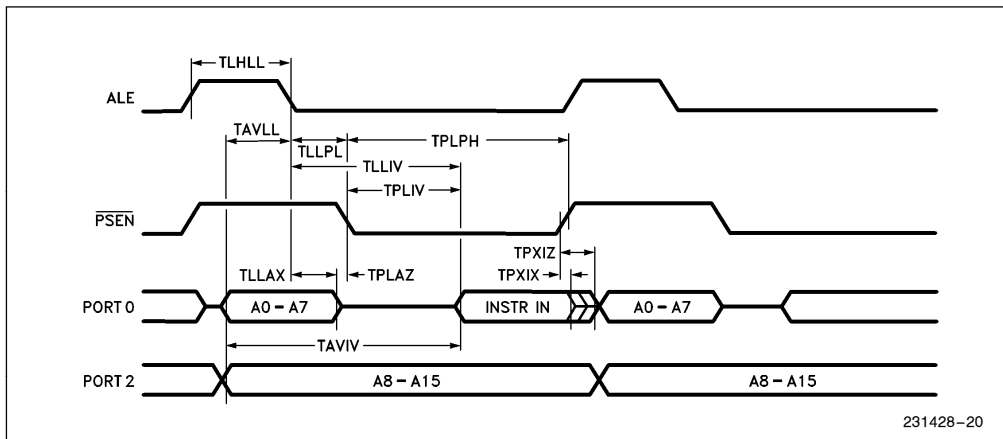 TLHLL
ALE
TAVLL
TLLPL
TPLPH
TLLIV
TPLIV
PSEN
TPXIZ
TLLAX
TPLAZ
TPXIX
PORT 0
A0 – A7
INSTR IN
A0 – A7
TAVIV
PORT 2
A8 – A15
A8 – A15
231428–20